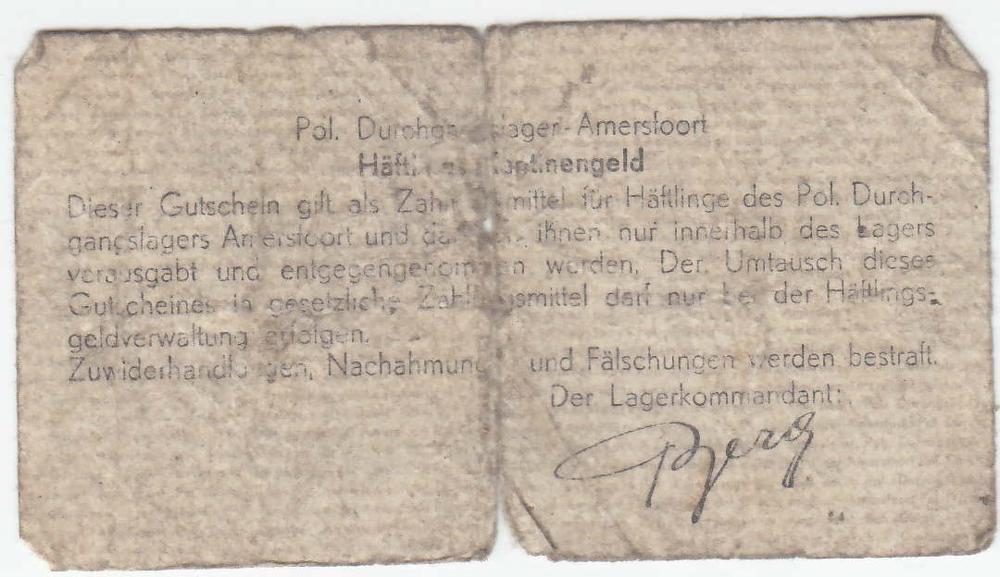 Pol. Durchgangslager-Amersfoort
Häftlings-Kantinengeld
Dieser Gutschein gilt als Zahlungsmittel für Häftlinge des Pol. Durch-
gangslagers Amersfoort und darf von ihnen nur innerhalb des Lagers
verausgabt und entgegengenommen werden. Der Umtausch dieses
Gutscheines in gesetzliche Zahlungsmittel darf nur bei der Häftlings-
geldverwaltung erfolgen.
Zuwiderhandlungen, Nachahmungen und Fälschungen werden bestraft.
Der Lagerkommandant:
Berg